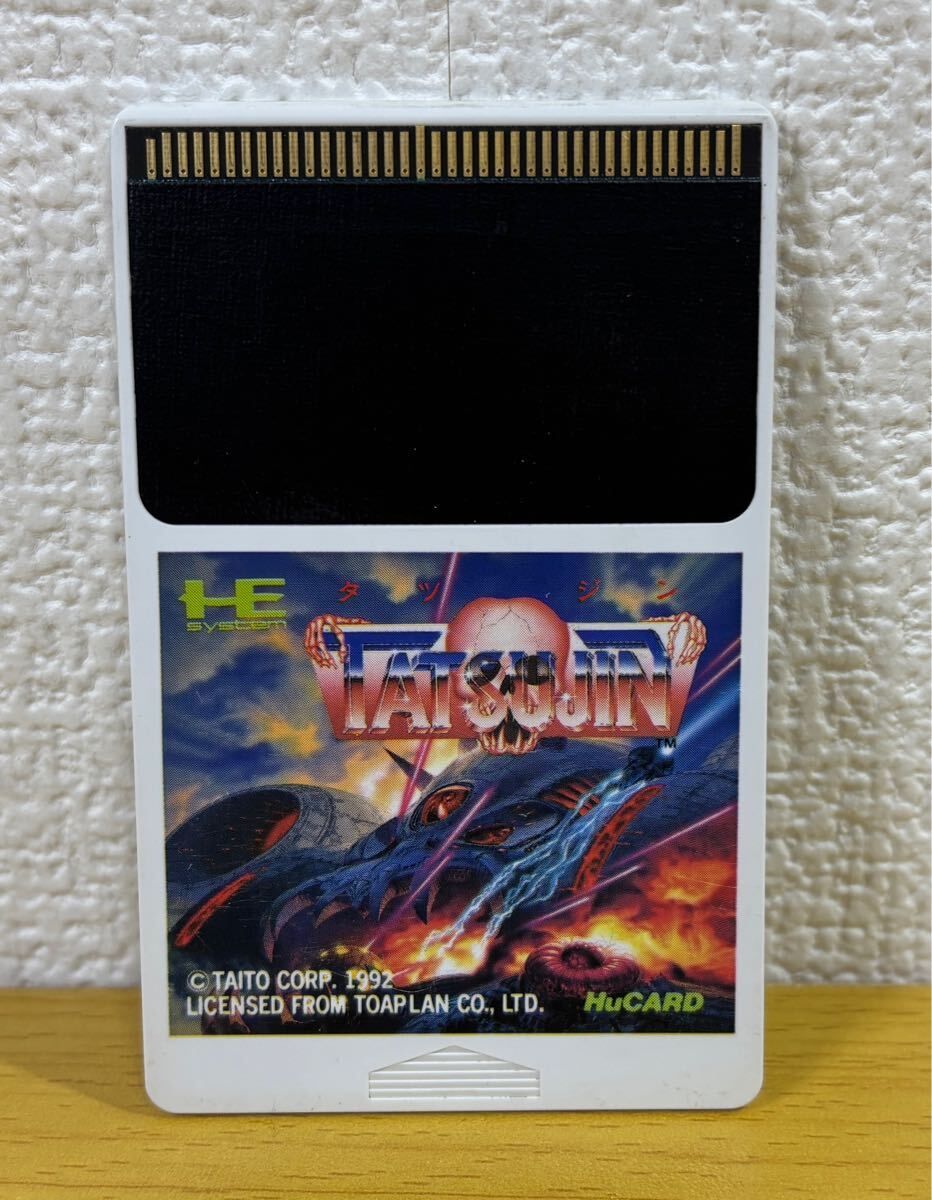 HE
system
タツジン
TATSUJIN
TM
© TAITO CORP. 1992
LICENSED FROM TOAPLAN CO., LTD.
HuCARD